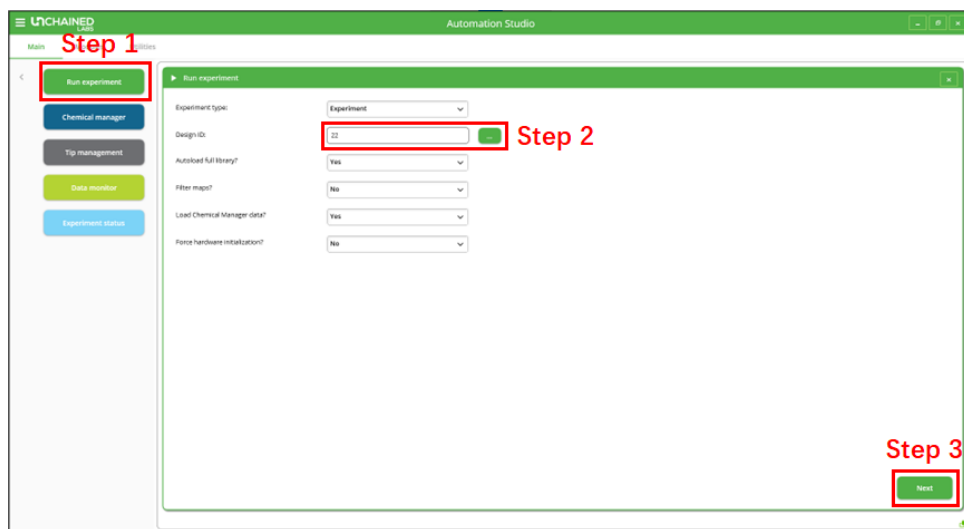 UNCHAINED
LABS
Automation Studio
Main
Step 1
Run experiment
Run experiment
Chemical manager
Experiment type:
Experiment
Design ID:
22
...
Step 2
Tip management
Autoload full library?
Yes
Data monitor
Filter maps?
No
Experiment status
Load Chemical Manager data?
Yes
Force hardware initialization?
No
Step 3
Next